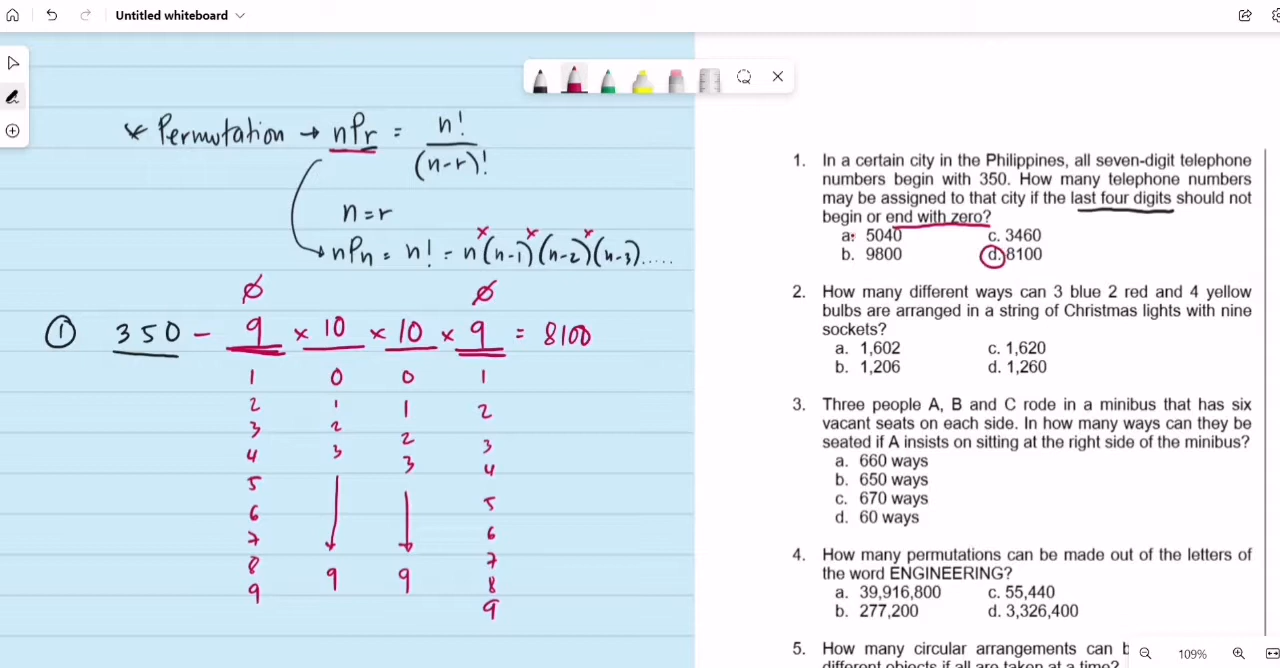 Untitled whiteboard
* Permutation → nPr = n! / (n-r)!
n=r
nPn = n! = n × (n-1) × (n-2) × (n-3).....
0 0
① 350 - 9 × 10 × 10 × 9 = 8100
1 0 0 1
2 1 1 2
3 2 2 3
4 3 3 4
5 5
6 6
7 7
8 8
9 9 9 9
1. In a certain city in the Philippines, all seven-digit telephone
numbers begin with 350. How many telephone numbers
may be assigned to that city if the last four digits should not
begin or end with zero?
a. 5040 c. 3460
b. 9800 d. 8100
2. How many different ways can 3 blue 2 red and 4 yellow
bulbs are arranged in a string of Christmas lights with nine
sockets?
a. 1,602 c. 1,620
b. 1,206 d. 1,260
3. Three people A, B and C rode in a minibus that has six
vacant seats on each side. In how many ways can they be
seated if A insists on sitting at the right side of the minibus?
a. 660 ways
b. 650 ways
c. 670 ways
d. 60 ways
4. How many permutations can be made out of the letters of
the word ENGINEERING?
a. 39,916,800 c. 55,440
b. 277,200 d. 3,326,400
5. How many circular arrangements can
different objects if all are taken at a time?
109%